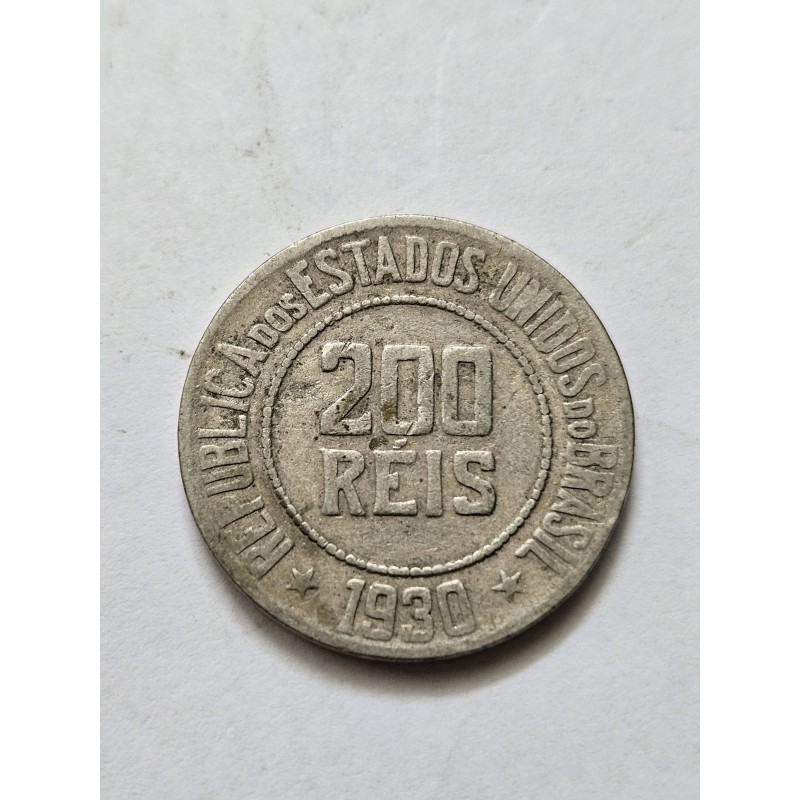 REPUBLICA DOS ESTADOS UNIDOS DO BRASIL
200
RÉIS
1930